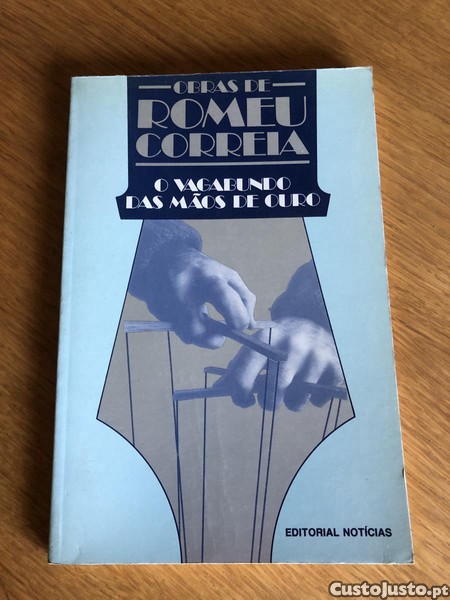 OBRAS DE
ROMEU
CORREIA
O VAGABUNDO
DAS MÃOS DE OURO
EDITORIAL NOTÍCIAS
CustoJusto.pt